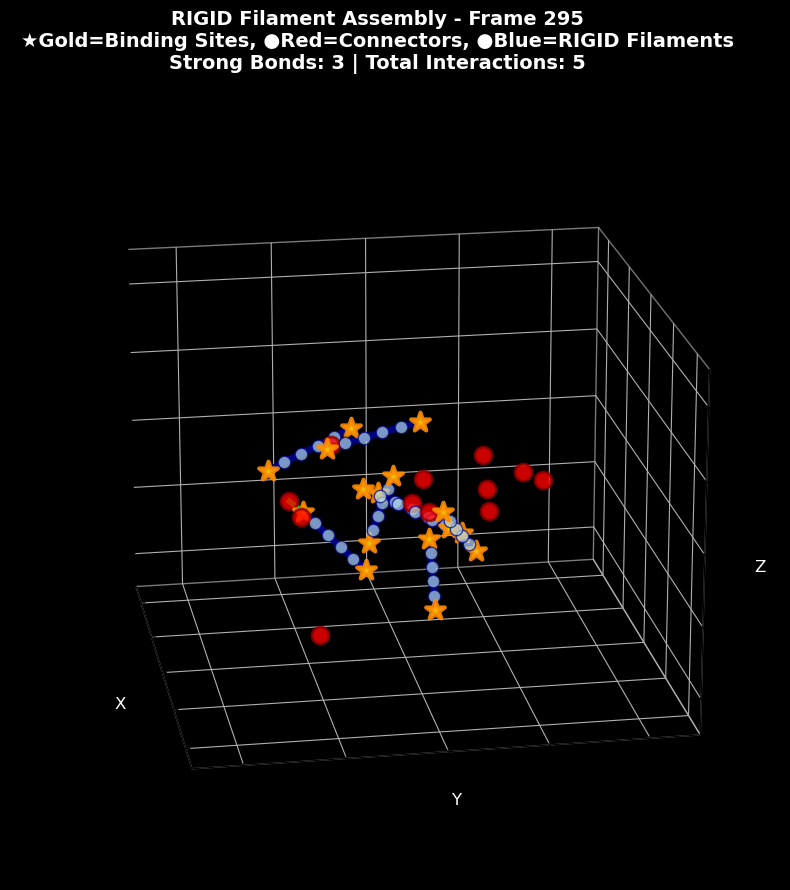 RIGID Filament Assembly - Frame 295
★Gold=Binding Sites, ●Red=Connectors, ●Blue=RIGID Filaments
Strong Bonds: 3 | Total Interactions: 5
Z
X
Y